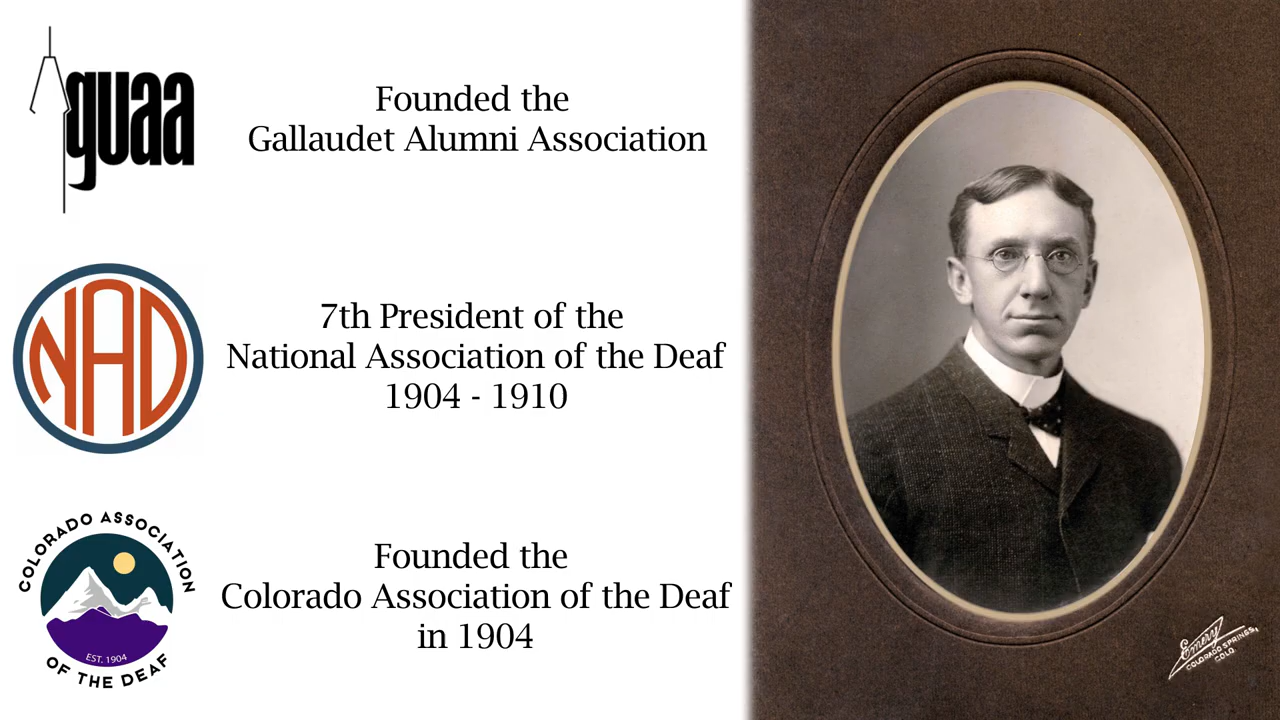 guaa
Founded the
Gallaudet Alumni Association
NAD
7th President of the
National Association of the Deaf
1904 - 1910
COLORADO ASSOCIATION
OF THE DEAF
EST. 1904
Founded the
Colorado Association of the Deaf
in 1904
Emery
COLORADO SPRINGS,
COLO.